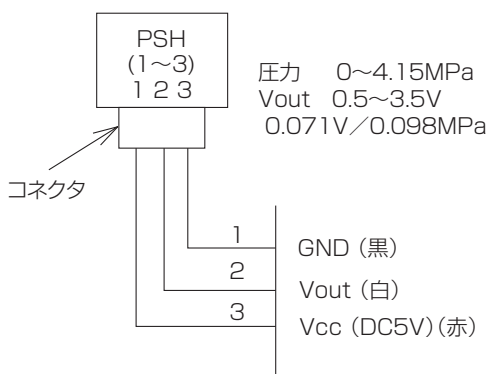 PSH
(1~3)
1 2 3
圧力 0~4.15MPa
Vout 0.5~3.5V
0.071V/0.098MPa
コネクタ
1
GND (黒)
2
Vout (白)
3
Vcc (DC5V)(赤)